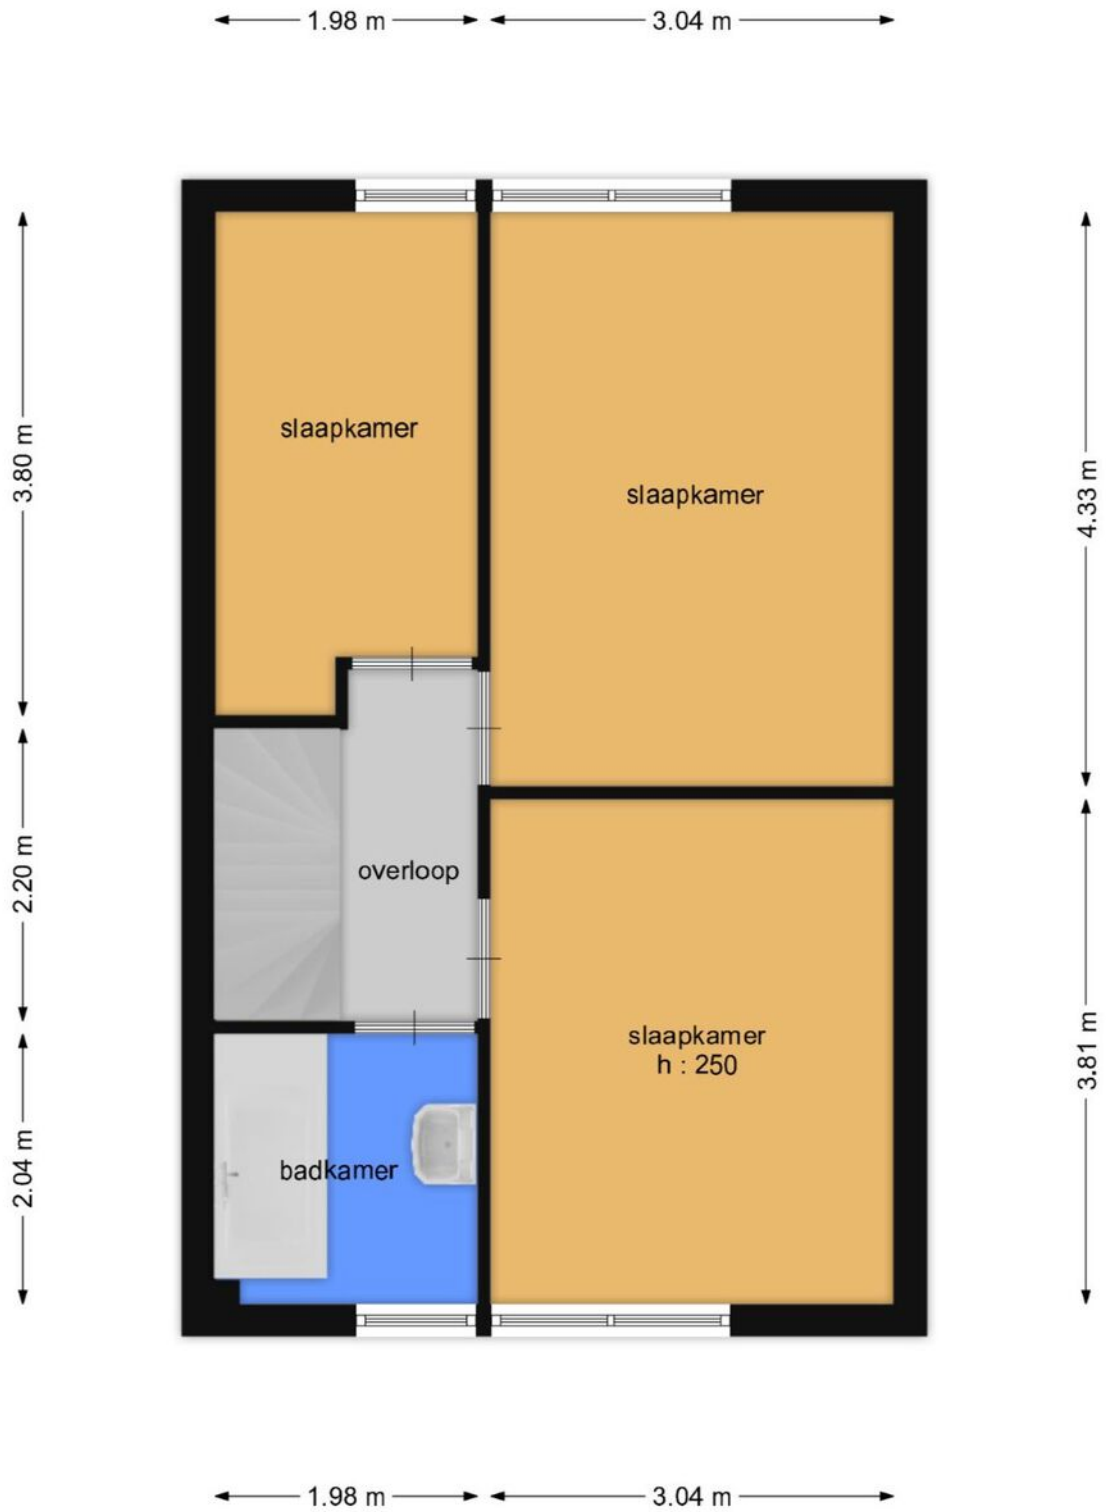 1.98 m
3.04 m
slaapkamer
3.80 m
slaapkamer
4.33 m
overloop
2.20 m
slaapkamer
h : 250
3.81 m
badkamer
2.04 m
1.98 m
3.04 m